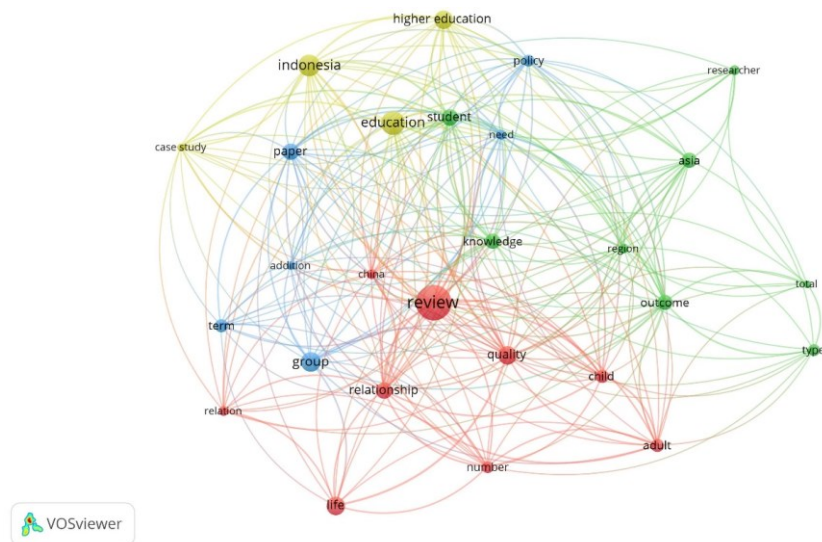 higher education
indonesia
policy
researcher
education
student
need
case study
paper
asia
knowledge
region
addition
china
total
review
outcome
term
quality
type
group
child
relationship
relation
adult
number
life
VOSviewer